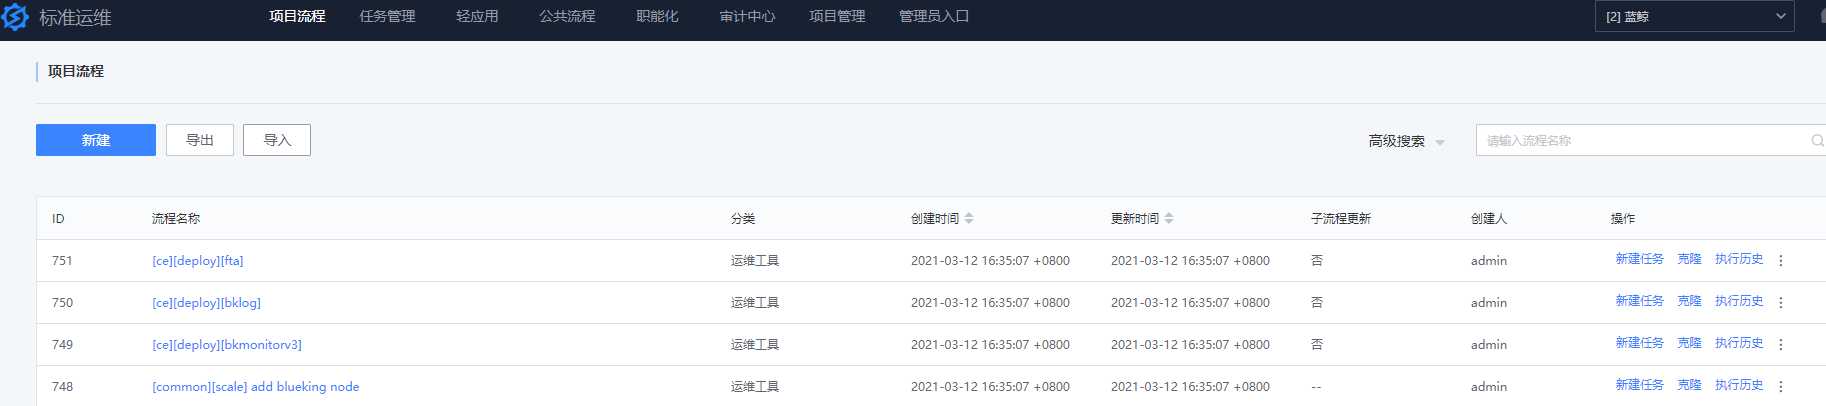 标准运维 项目流程 任务管理 轻应用 公共流程 职能化 审计中心 项目管理 管理员入口 [2] 蓝鲸
项目流程
新建 导出 导入 高级搜索 请输入流程名称
ID 流程名称 分类 创建时间 更新时间 子流程更新 创建人 操作
751 [ce][deploy][fta] 运维工具 2021-03-12 16:35:07 +0800 2021-03-12 16:35:07 +0800 否 admin 新建任务 克隆 执行历史
750 [ce][deploy][bklog] 运维工具 2021-03-12 16:35:07 +0800 2021-03-12 16:35:07 +0800 否 admin 新建任务 克隆 执行历史
749 [ce][deploy][bkmonitorv3] 运维工具 2021-03-12 16:35:07 +0800 2021-03-12 16:35:07 +0800 否 admin 新建任务 克隆 执行历史
748 [common][scale] add blueking node 运维工具 2021-03-12 16:35:07 +0800 2021-03-12 16:35:07 +0800 -- admin 新建任务 克隆 执行历史